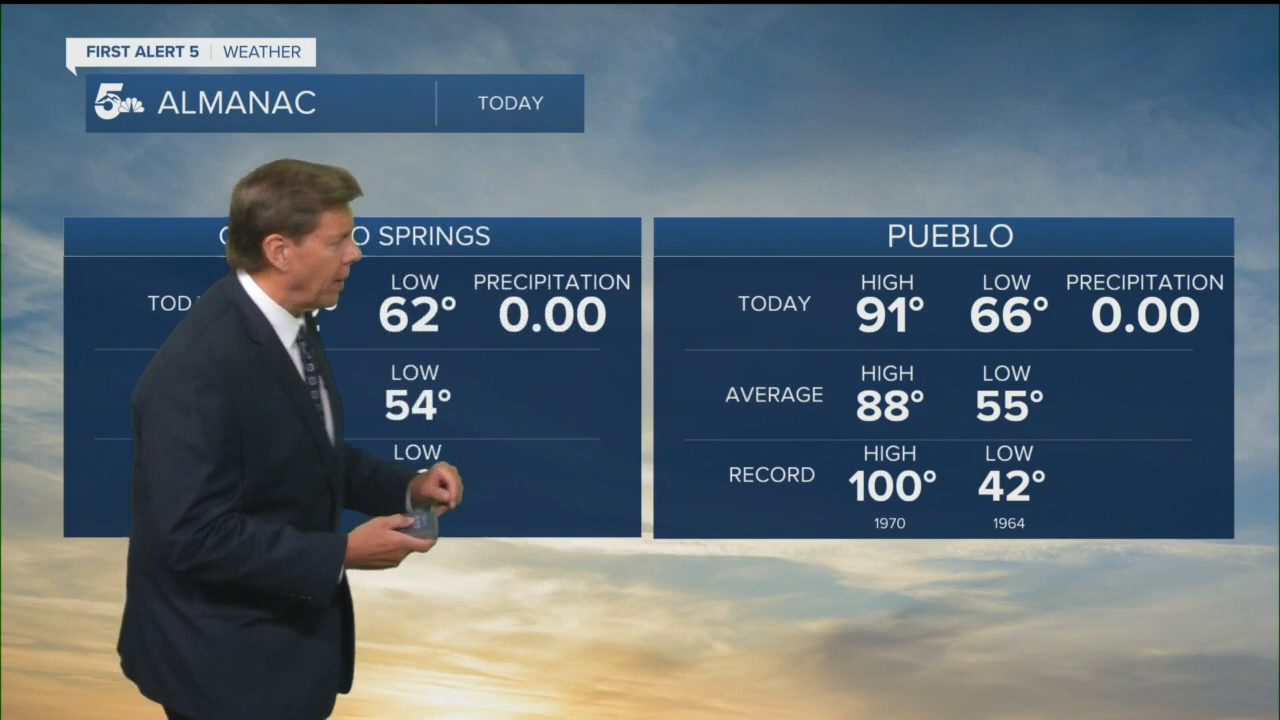 FIRST ALERT 5 | WEATHER
5 ALMANAC TODAY
SPRINGS
LOW PRECIPITATION
62° 0.00
LOW
54°
LOW
PUEBLO
HIGH LOW PRECIPITATION
TODAY 91° 66° 0.00
HIGH LOW
AVERAGE 88° 55°
HIGH LOW
RECORD 100° 42°
1970 1964